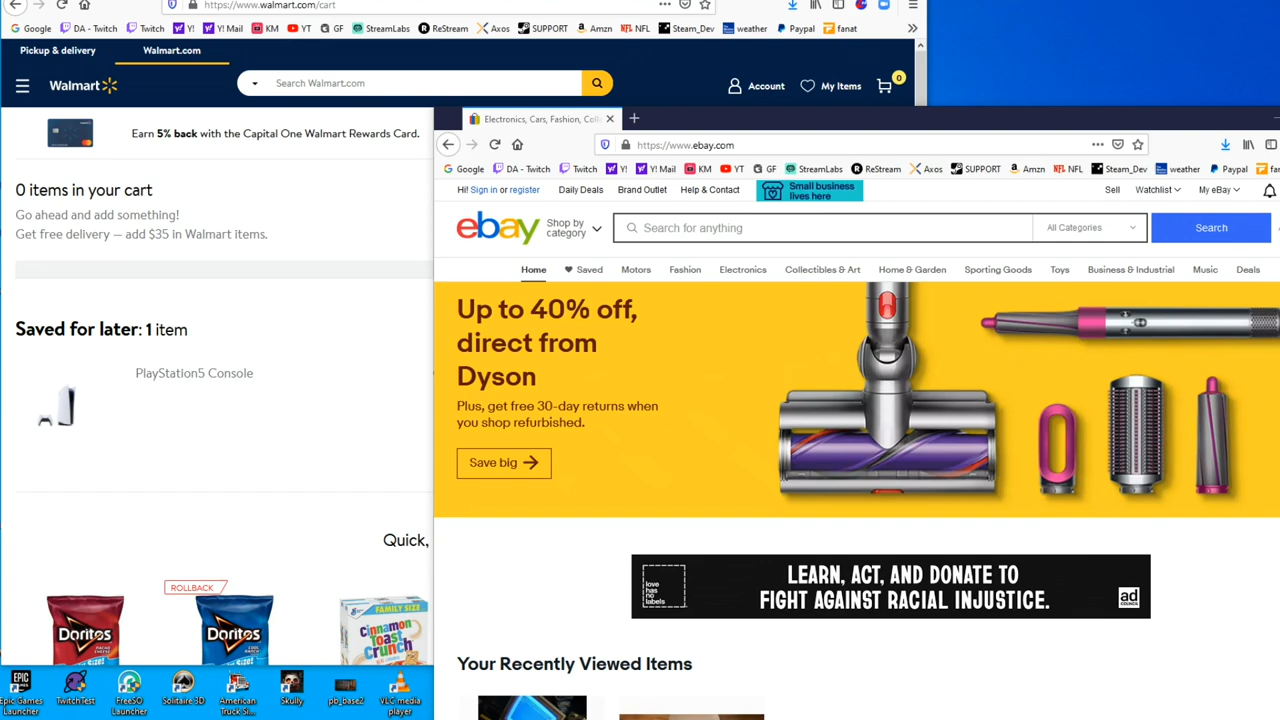 https://www.walmart.com/cart
Google DA - Twitch Twitch Y! Y! Mail KM YT GF StreamLabs ReStream Axos SUPPORT Amzn NFL Steam_Dev weather Paypal fanat
Pickup & delivery Walmart.com
Walmart Search Walmart.com Account My Items 0
Earn 5% back with the Capital One Walmart Rewards Card.
0 items in your cart
Go ahead and add something!
Get free delivery — add $35 in Walmart items.
Saved for later: 1 item
PlayStation5 Console
Quick,
ROLLBACK
Doritos
Doritos
FAMILY SIZE
Cinnamon
Toast
Crunch
Epic Games
Launcher
TwitchTest
FreeSO
Launcher
Solitaire 3D
American
Truck Si...
Skully
pb_base2
VLC media
player
Electronics, Cars, Fashion, Coll
https://www.ebay.com
Google DA - Twitch Twitch Y! Y! Mail KM YT GF StreamLabs ReStream Axos SUPPORT Amzn NFL Steam_Dev weather Paypal far
Hi! Sign in or register Daily Deals Brand Outlet Help & Contact Small business lives here Sell Watchlist My eBay
ebay Shop by category Search for anything All Categories Search
Home Saved Motors Fashion Electronics Collectibles & Art Home & Garden Sporting Goods Toys Business & Industrial Music Deals
Up to 40% off,
direct from
Dyson
Plus, get free 30-day returns when
you shop refurbished.
Save big
love
has
no
labels
LEARN, ACT, AND DONATE TO
FIGHT AGAINST RACIAL INJUSTICE.
ad
COUNCIL
Your Recently Viewed Items